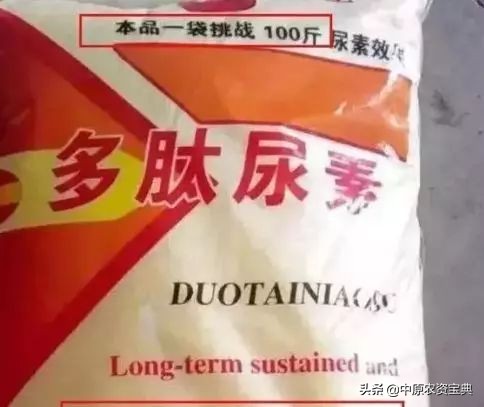 本品一袋挑战 100斤 尿素效
多肽尿素
DUOTAINIAOSU
Long-term sustained and
头条 @中原农资宝典